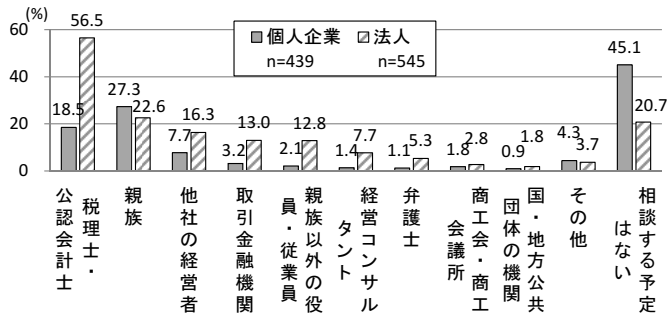 (%)
60
40
20
0
個人企業 法人
n=439 n=545
18.5 56.5
27.3 22.6
7.7 16.3
3.2 13.0
2.1 12.8
1.4 7.7
1.1 5.3
1.8 2.8
0.9 1.8
4.3 3.7
45.1 20.7
税理士・
公認会計士
親族
他社の経営者
取引金融機関
親族以外の役
員・従業員
経営コンサル
タント
弁護士
商工会・商工
会議所
国・地方公共
団体の機関
その他
相談する予定
はない